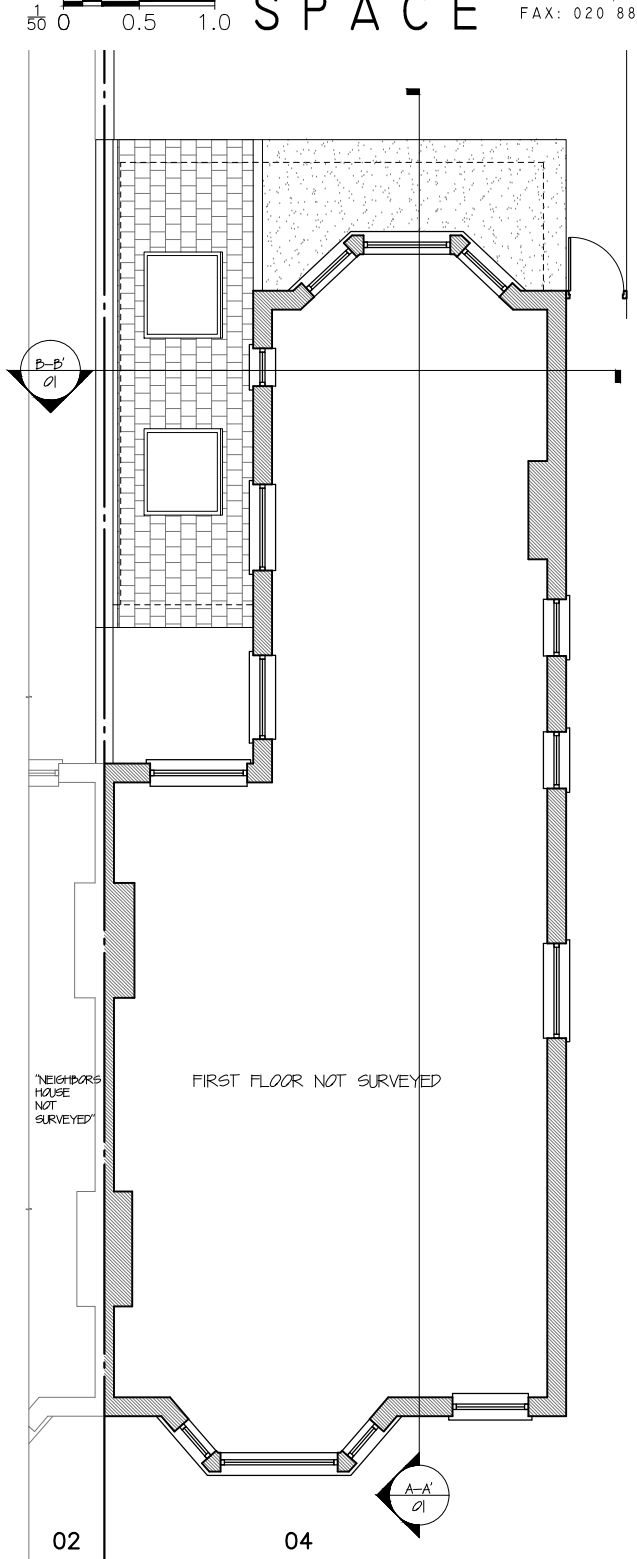 1
50 0 0.5 1.0
SPACE
FAX: 020 88
B-B'
01
"NEIGHBORS
HOUSE
NOT
SURVEYED"
FIRST FLOOR NOT SURVEYED
A-A'
01
02 04